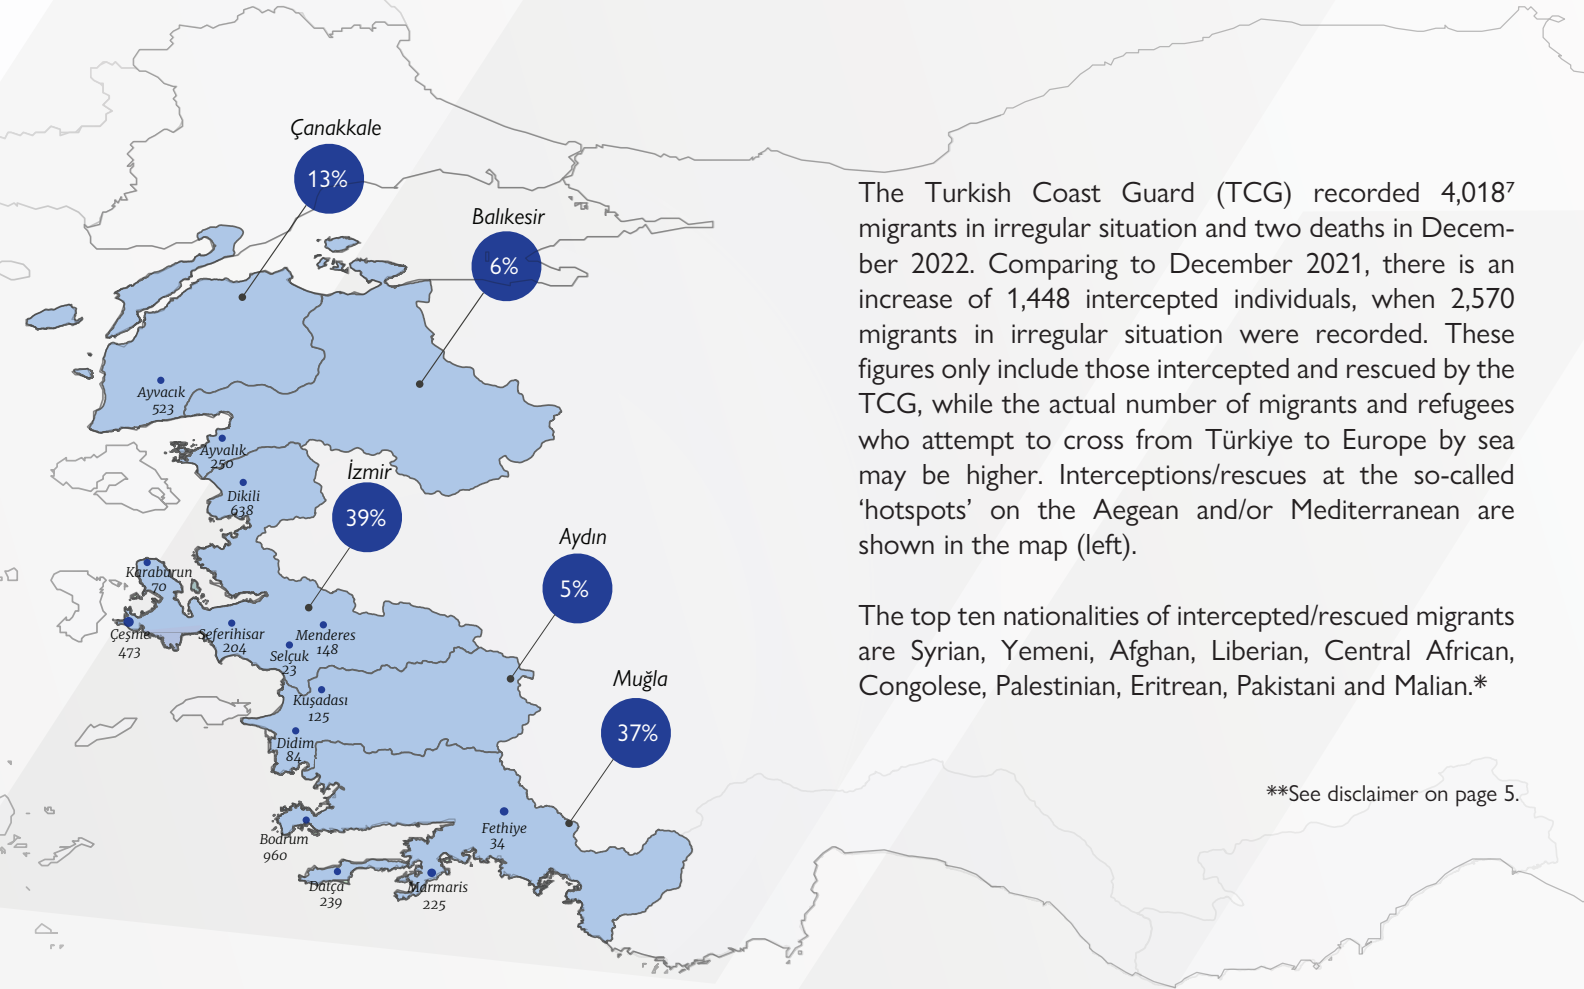 Çanakkale
13%
Balıkesir
6%
Ayvacık
523
Ayvalık
250
İzmir
39%
Dikili
638
Aydın
5%
Karaburun
70
Çeşme
473
Seferihisar
204
Menderes
148
Selçuk
23
Kuşadası
125
Muğla
37%
Didim
84
Bodrum
960
Fethiye
34
Datça
239
Marmaris
225
The Turkish Coast Guard (TCG) recorded 4,018⁷
migrants in irregular situation and two deaths in Decem-
ber 2022. Comparing to December 2021, there is an
increase of 1,448 intercepted individuals, when 2,570
migrants in irregular situation were recorded. These
figures only include those intercepted and rescued by the
TCG, while the actual number of migrants and refugees
who attempt to cross from Türkiye to Europe by sea
may be higher. Interceptions/rescues at the so-called
‘hotspots’ on the Aegean and/or Mediterranean are
shown in the map (left).
The top ten nationalities of intercepted/rescued migrants
are Syrian, Yemeni, Afghan, Liberian, Central African,
Congolese, Palestinian, Eritrean, Pakistani and Malian.*
**See disclaimer on page 5.